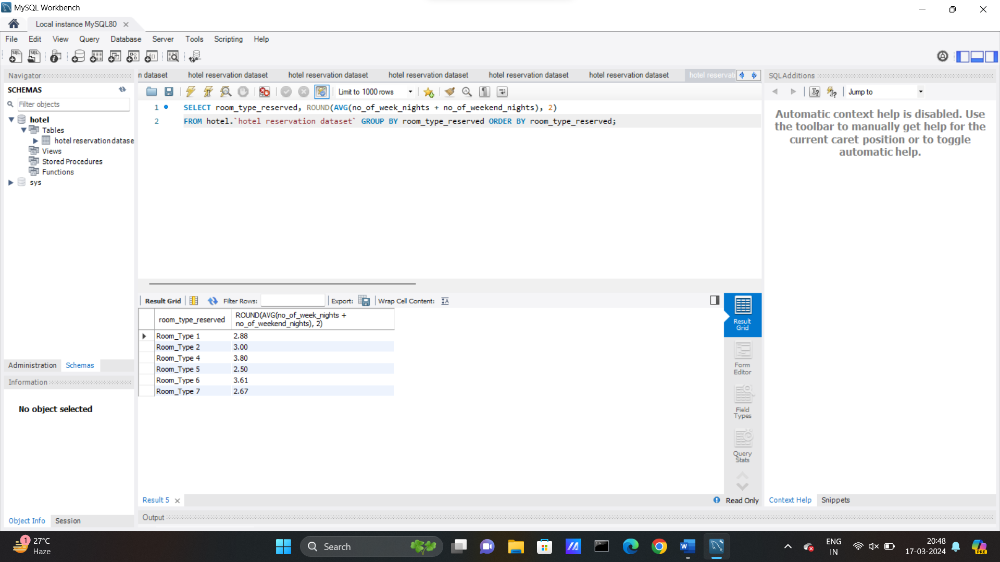 MySQL Workbench
Local instance MySQL80
File Edit View Query Database Server Tools Scripting Help
Navigator
SCHEMAS
Filter objects
hotel
Tables
hotel reservation datase
Views
Stored Procedures
Functions
sys
Administration Schemas
Information
No object selected
Object Info Session
n dataset hotel reservation dataset hotel reservation dataset hotel reservation dataset hotel reservation dataset hotel reservation dataset hotel reservati
Limit to 1000 rows
1 SELECT room_type_reserved, ROUND(AVG(no_of_week_nights + no_of_weekend_nights), 2)
2 FROM hotel.`hotel reservation dataset` GROUP BY room_type_reserved ORDER BY room_type_reserved;
Result Grid Filter Rows: Export: Wrap Cell Content:
room_type_reserved ROUND(AVG(no_of_week_nights +
no_of_weekend_nights), 2)
Room_Type 1 2.88
Room_Type 2 3.00
Room_Type 4 3.80
Room_Type 5 2.50
Room_Type 6 3.61
Room_Type 7 2.67
Result
Grid
Form
Editor
Field
Types
Query
Stats
Result 5
Read Only
Output
SQLAdditions
Jump to
Automatic context help is disabled. Use
the toolbar to manually get help for the
current caret position or to toggle
automatic help.
Context Help Snippets
1
27°C
Haze
Search
ENG
IN
20:48
17-03-2024
PRE